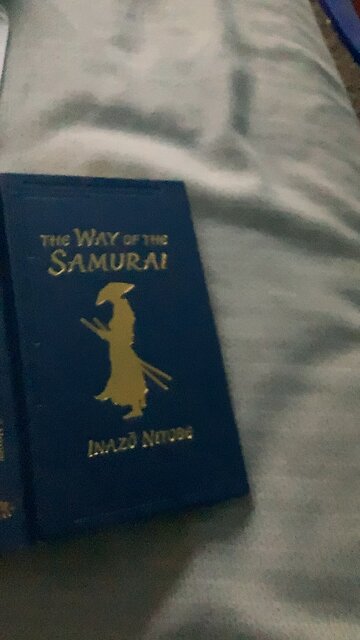 THE WAY OF THE
SAMURAI
INAZŌ NITOBE